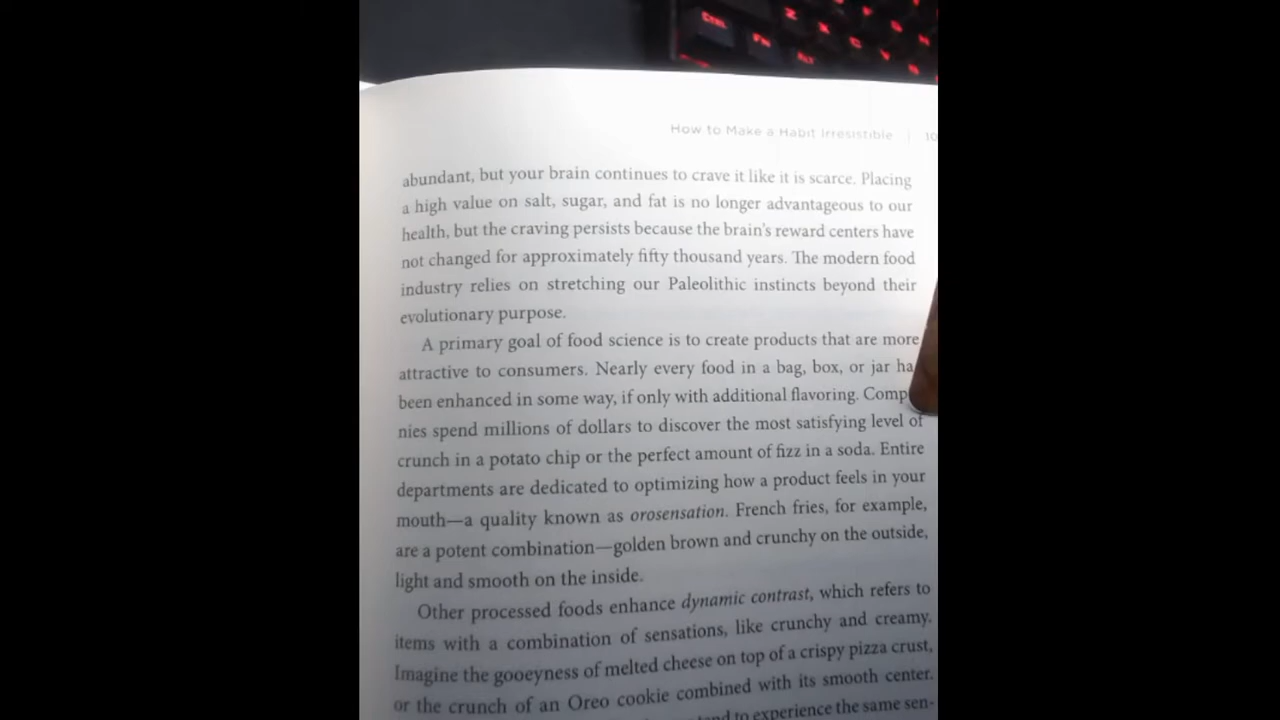 Ctrl
Z
X
Fn
C
Alt
V
B
N
How to Make a Habit Irresistible | 10
abundant, but your brain continues to crave it like it is scarce. Placing
a high value on salt, sugar, and fat is no longer advantageous to our
health, but the craving persists because the brain's reward centers have
not changed for approximately fifty thousand years. The modern food
industry relies on stretching our Paleolithic instincts beyond their
evolutionary purpose.
A primary goal of food science is to create products that are more
attractive to consumers. Nearly every food in a bag, box, or jar ha
been enhanced in some way, if only with additional flavoring. Comp
nies spend millions of dollars to discover the most satisfying level of
crunch in a potato chip or the perfect amount of fizz in a soda. Entire
departments are dedicated to optimizing how a product feels in your
mouth—a quality known as orosensation. French fries, for example,
are a potent combination—golden brown and crunchy on the outside,
light and smooth on the inside.
Other processed foods enhance dynamic contrast, which refers to
items with a combination of sensations, like crunchy and creamy.
Imagine the gooeyness of melted cheese on top of a crispy pizza crust,
or the crunch of an Oreo cookie combined with its smooth center.
to experience the same sen-